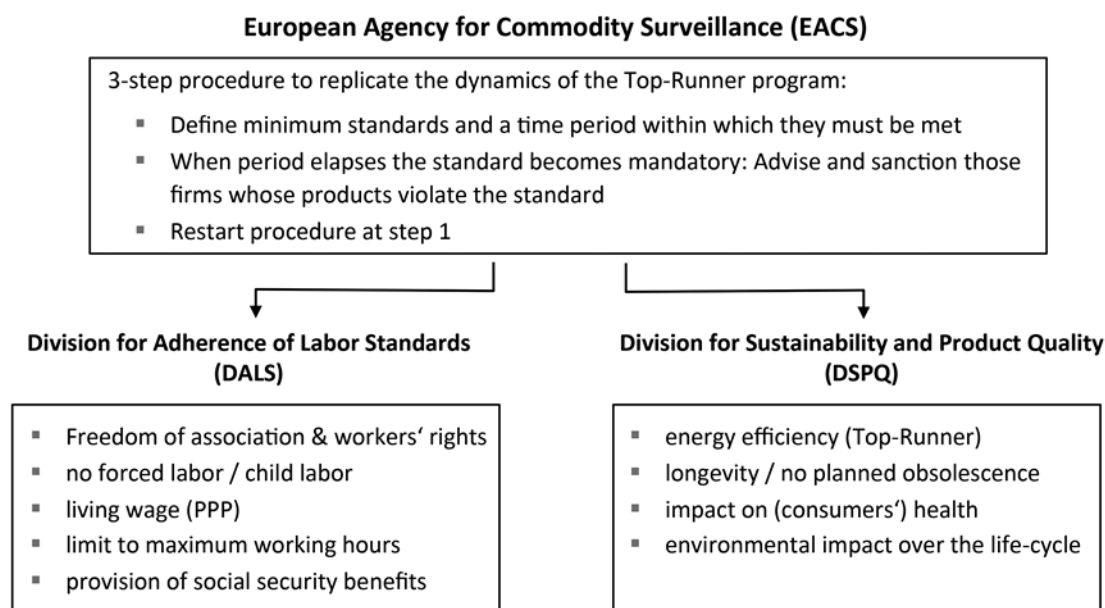 European Agency for Commodity Surveillance (EACS)
3-step procedure to replicate the dynamics of the Top-Runner program:
▪ Define minimum standards and a time period within which they must be met
▪ When period elapses the standard becomes mandatory: Advise and sanction those
firms whose products violate the standard
▪ Restart procedure at step 1
Division for Adherence of Labor Standards
(DALS)
▪ Freedom of association & workers‘ rights
▪ no forced labor / child labor
▪ living wage (PPP)
▪ limit to maximum working hours
▪ provision of social security benefits
Division for Sustainability and Product Quality
(DSPQ)
▪ energy efficiency (Top-Runner)
▪ longevity / no planned obsolescence
▪ impact on (consumers‘) health
▪ environmental impact over the life-cycle